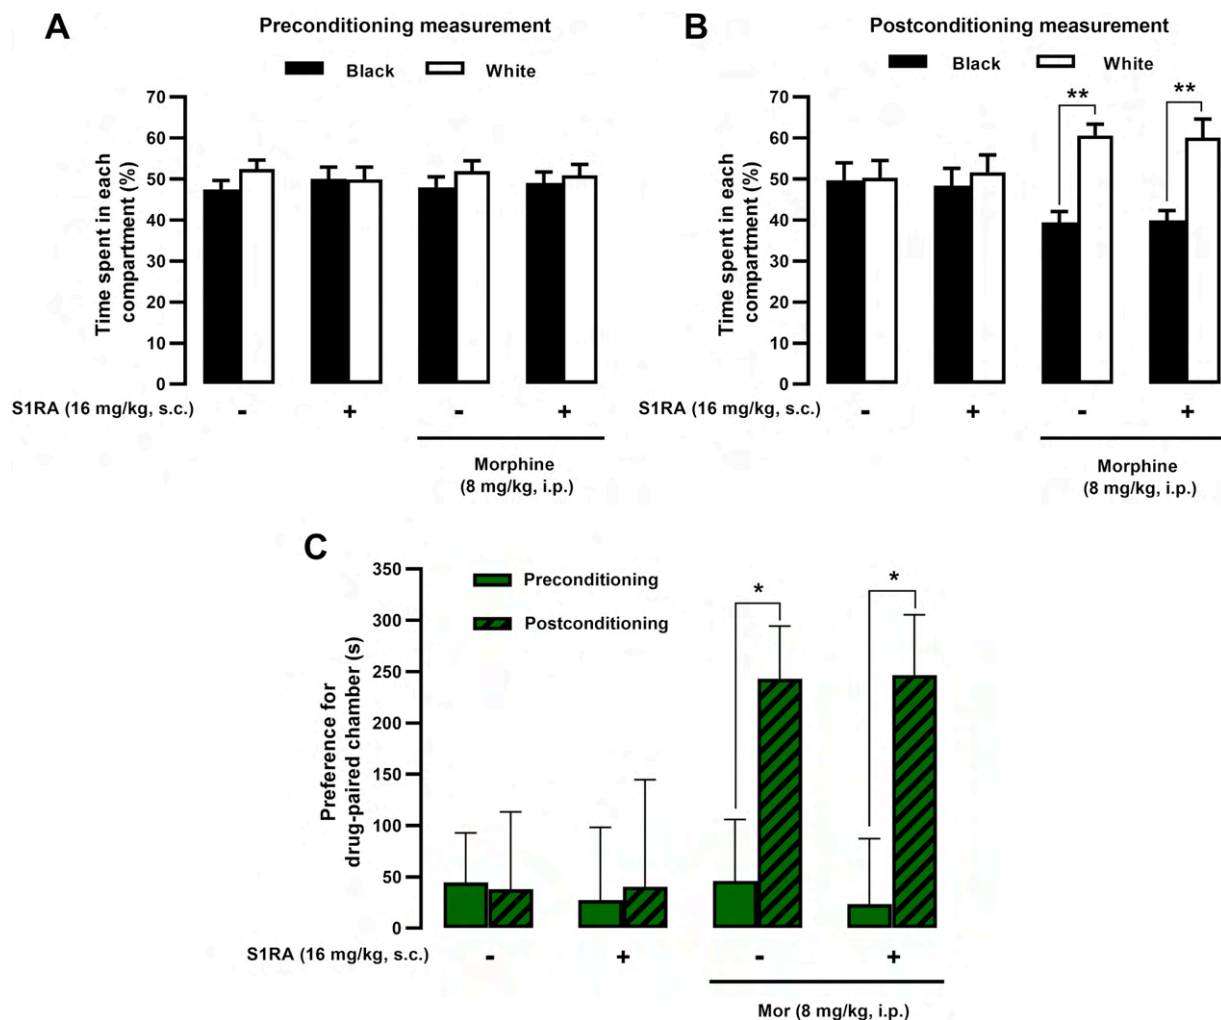 A
Preconditioning measurement
Black
White
70
60
50
40
30
20
10
0
Time spent in each
compartment (%)
S1RA (16 mg/kg, s.c.)
-
+
-
+
Morphine
(8 mg/kg, i.p.)
B
Postconditioning measurement
Black
White
**
**
70
60
50
40
30
20
10
0
Time spent in each
compartment (%)
S1RA (16 mg/kg, s.c.)
-
+
-
+
Morphine
(8 mg/kg, i.p.)
C
Preconditioning
Postconditioning
*
*
350
300
250
200
150
100
50
0
Preference for
drug-paired chamber (s)
S1RA (16 mg/kg, s.c.)
-
+
-
+
Mor (8 mg/kg, i.p.)